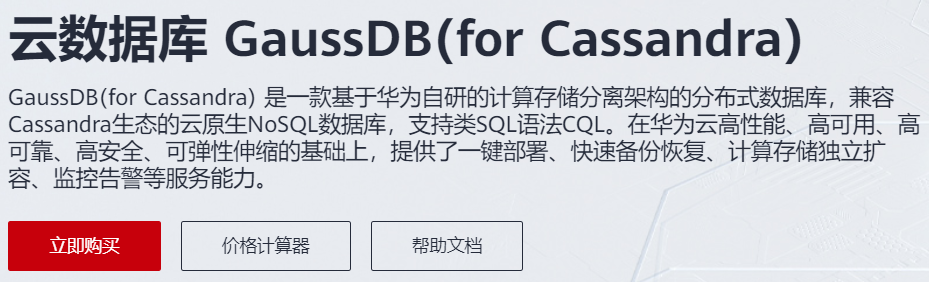 云数据库 GaussDB(for Cassandra)
GaussDB(for Cassandra) 是一款基于华为自研的计算存储分离架构的分布式数据库，兼容
Cassandra生态的云原生NoSQL数据库，支持类SQL语法CQL。在华为云高性能、高可用、高
可靠、高安全、可弹性伸缩的基础上，提供了一键部署、快速备份恢复、计算存储独立扩
容、监控告警等服务能力。
立即购买 价格计算器 帮助文档